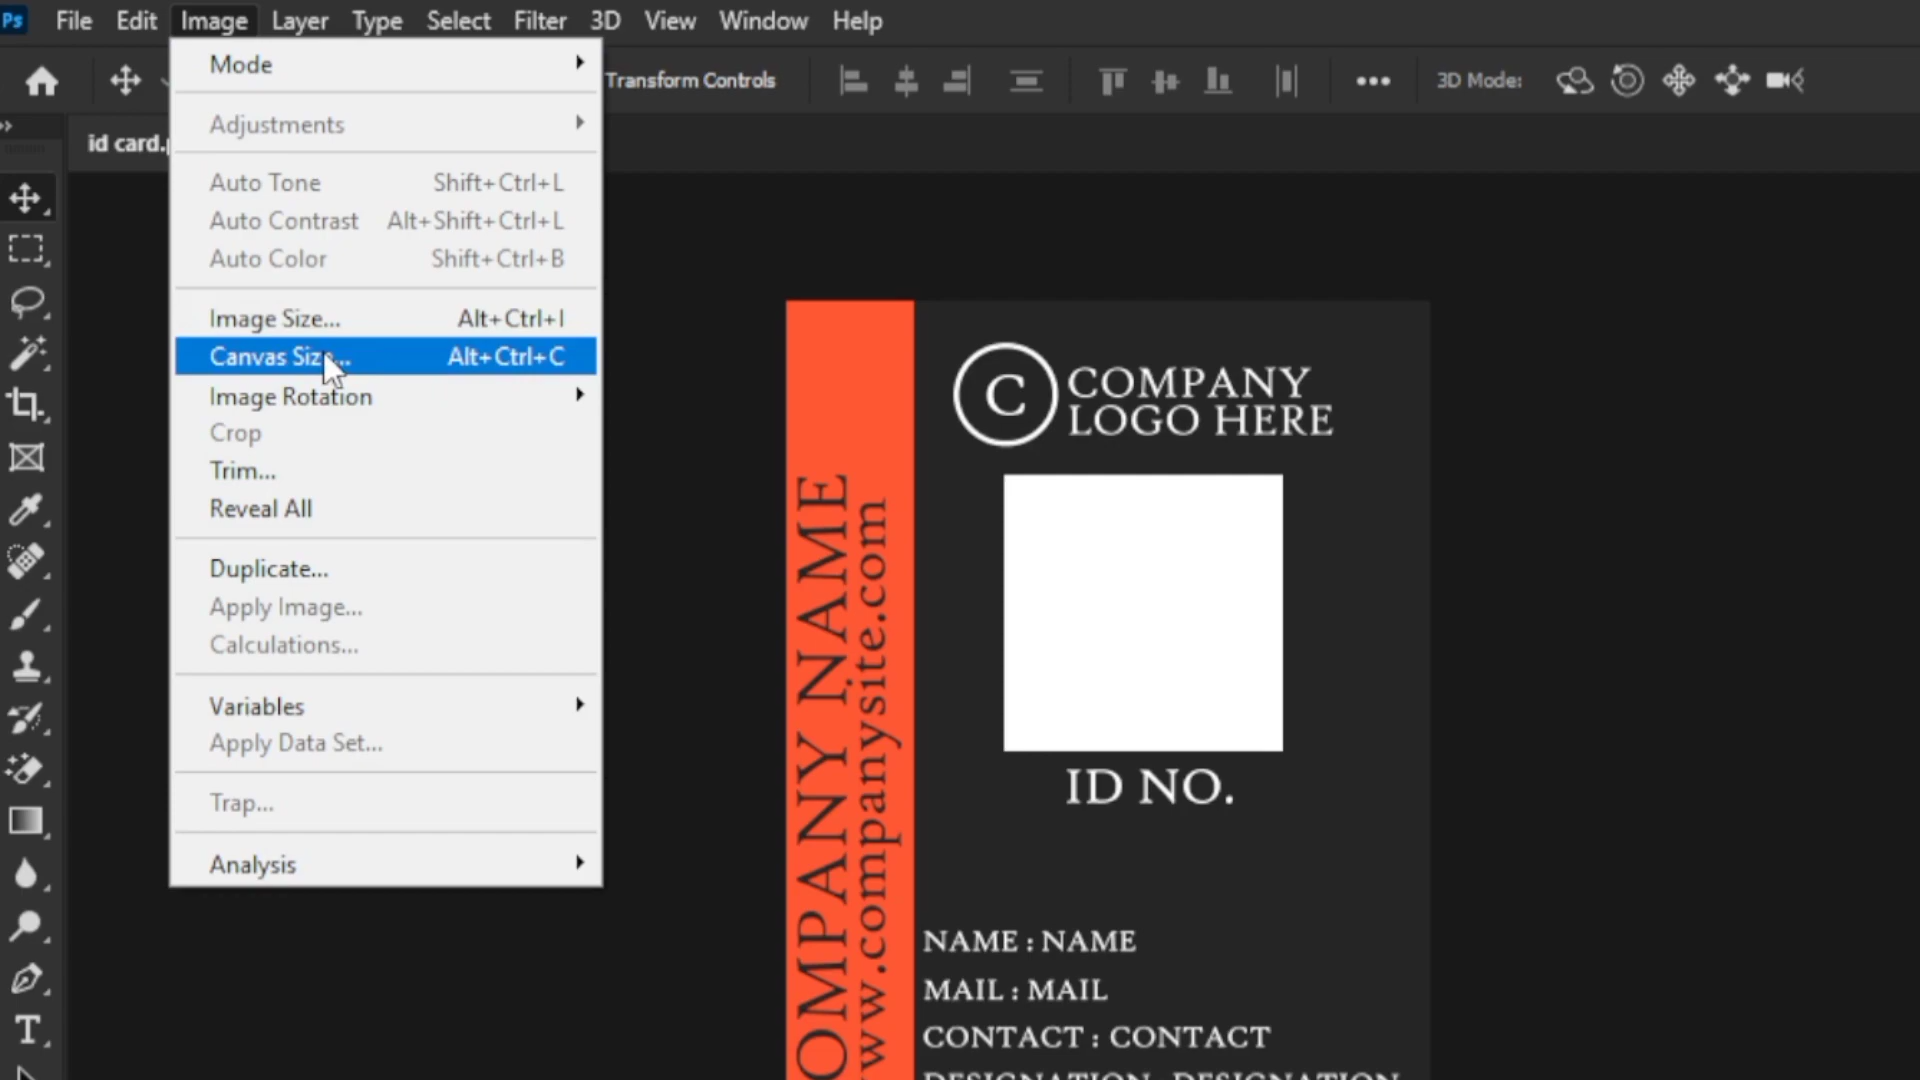 Ps File Edit Image Layer Type Select Filter 3D View Window Help
Transform Controls
3D Mode:
id card.
Mode
Adjustments
Auto Tone Shift+Ctrl+L
Auto Contrast Alt+Shift+Ctrl+L
Auto Color Shift+Ctrl+B
Image Size... Alt+Ctrl+I
Canvas Size... Alt+Ctrl+C
Image Rotation
Crop
Trim...
Reveal All
Duplicate...
Apply Image...
Calculations...
Variables
Apply Data Set...
Trap...
Analysis
C
COMPANY
LOGO HERE
OMPANY NAME
ww.companysite.com
ID NO.
NAME : NAME
MAIL : MAIL
CONTACT : CONTACT
DESIGNATION : DESIGNATION